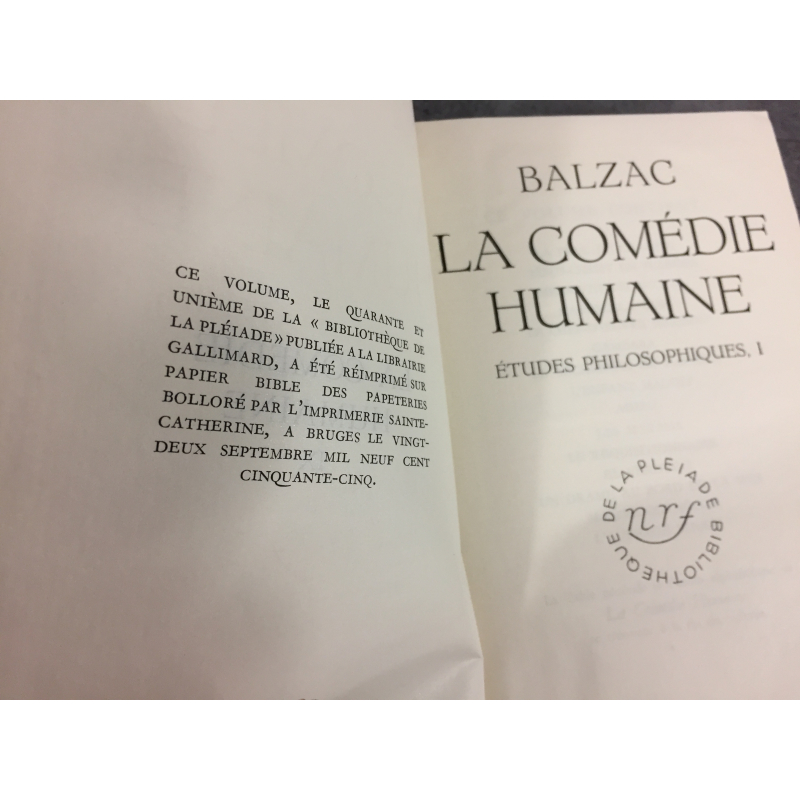 CE VOLUME, LE QUARANTE ET
UNIÈME DE LA « BIBLIOTHÈQUE DE
LA PLÉIADE» PUBLIÉE A LA LIBRAIRIE
GALLIMARD, A ÉTÉ RÉIMPRIMÉ SUR
PAPIER BIBLE DES PAPETERIES
BOLLORÉ PAR L'IMPRIMERIE SAINTE-
CATHERINE, A BRUGES LE VINGT-
DEUX SEPTEMBRE MIL NEUF CENT
CINQUANTE-CINQ.
BALZAC
LA COMÉDIE
HUMAINE
ÉTUDES PHILOSOPHIQUES, I
BIBLIOTHEQUE DE LA PLEIADE
nrf